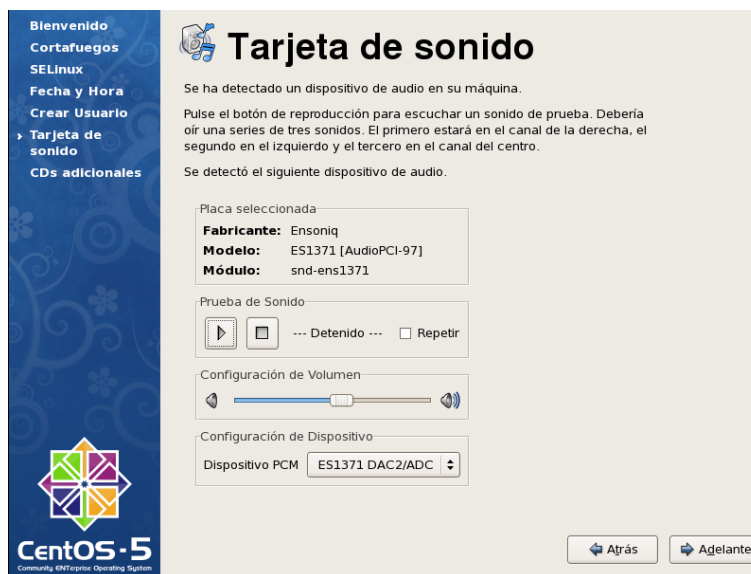 Bienvenido
Cortafuegos
SELinux
Fecha y Hora
Crear Usuario
Tarjeta de
sonido
CDs adicionales
CentOS-5
Community ENTerprise Operating System
Tarjeta de sonido
Se ha detectado un dispositivo de audio en su máquina.
Pulse el botón de reproducción para escuchar un sonido de prueba. Debería
oír una series de tres sonidos. El primero estará en el canal de la derecha, el
segundo en el izquierdo y el tercero en el canal del centro.
Se detectó el siguiente dispositivo de audio.
Placa seleccionada
Fabricante: Ensoniq
Modelo: ES1371 [AudioPCI-97]
Módulo: snd-ens1371
Prueba de Sonido
--- Detenido --- Repetir
Configuración de Volumen
Configuración de Dispositivo
Dispositivo PCM ES1371 DAC2/ADC
Atrás
Adelante